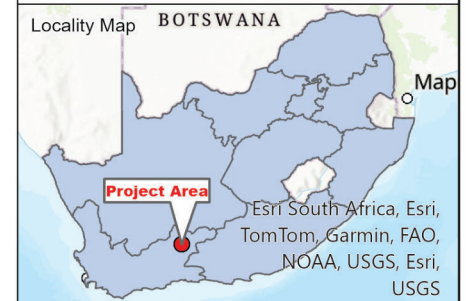 Locality Map
BOTSWANA
Map
Project Area
Esri South Africa, Esri,
TomTom, Garmin, FAO,
NOAA, USGS, Esri,
USGS